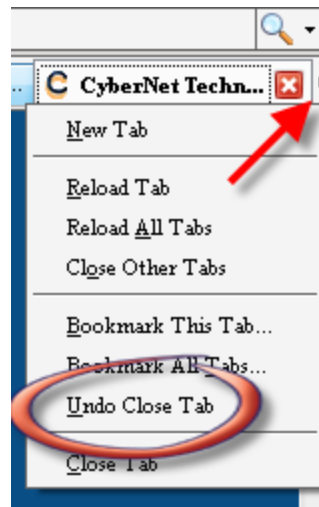 .. CyberNet Techn...
New Tab
Reload Tab
Reload All Tabs
Close Other Tabs
Bookmark This Tab...
Bookmark All Tabs...
Undo Close Tab
Close Tab